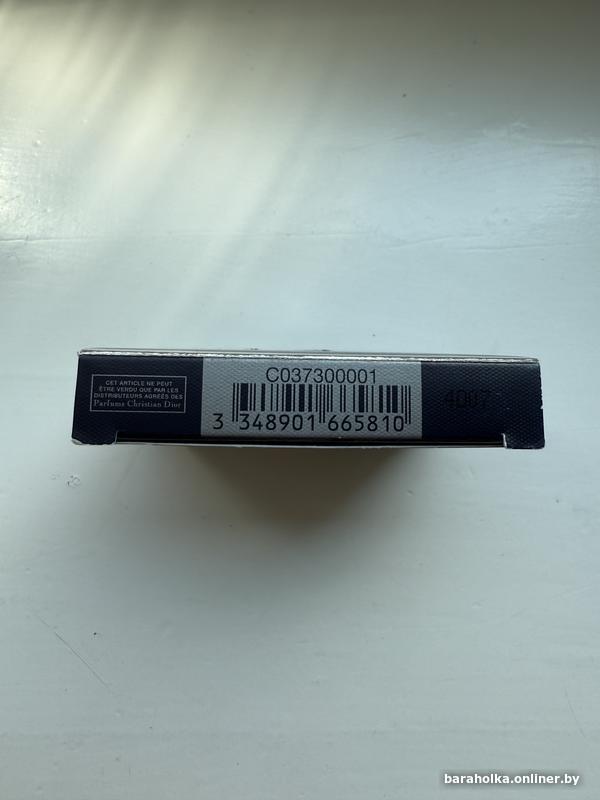 CET ARTICLE NE PEUT
ÊTRE VENDU QUE PAR LES
DISTRIBUTEURS AGRÉÉS DES
Parfums Christian Dior
C037300001
3 348901 665810
4007
baraholka.onliner.by